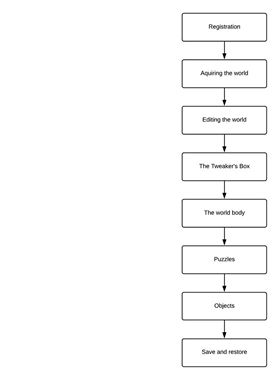 Registration
Aquiring the world
Editing the world
The Tweaker's Box
The world body
Puzzles
Objects
Save and restore